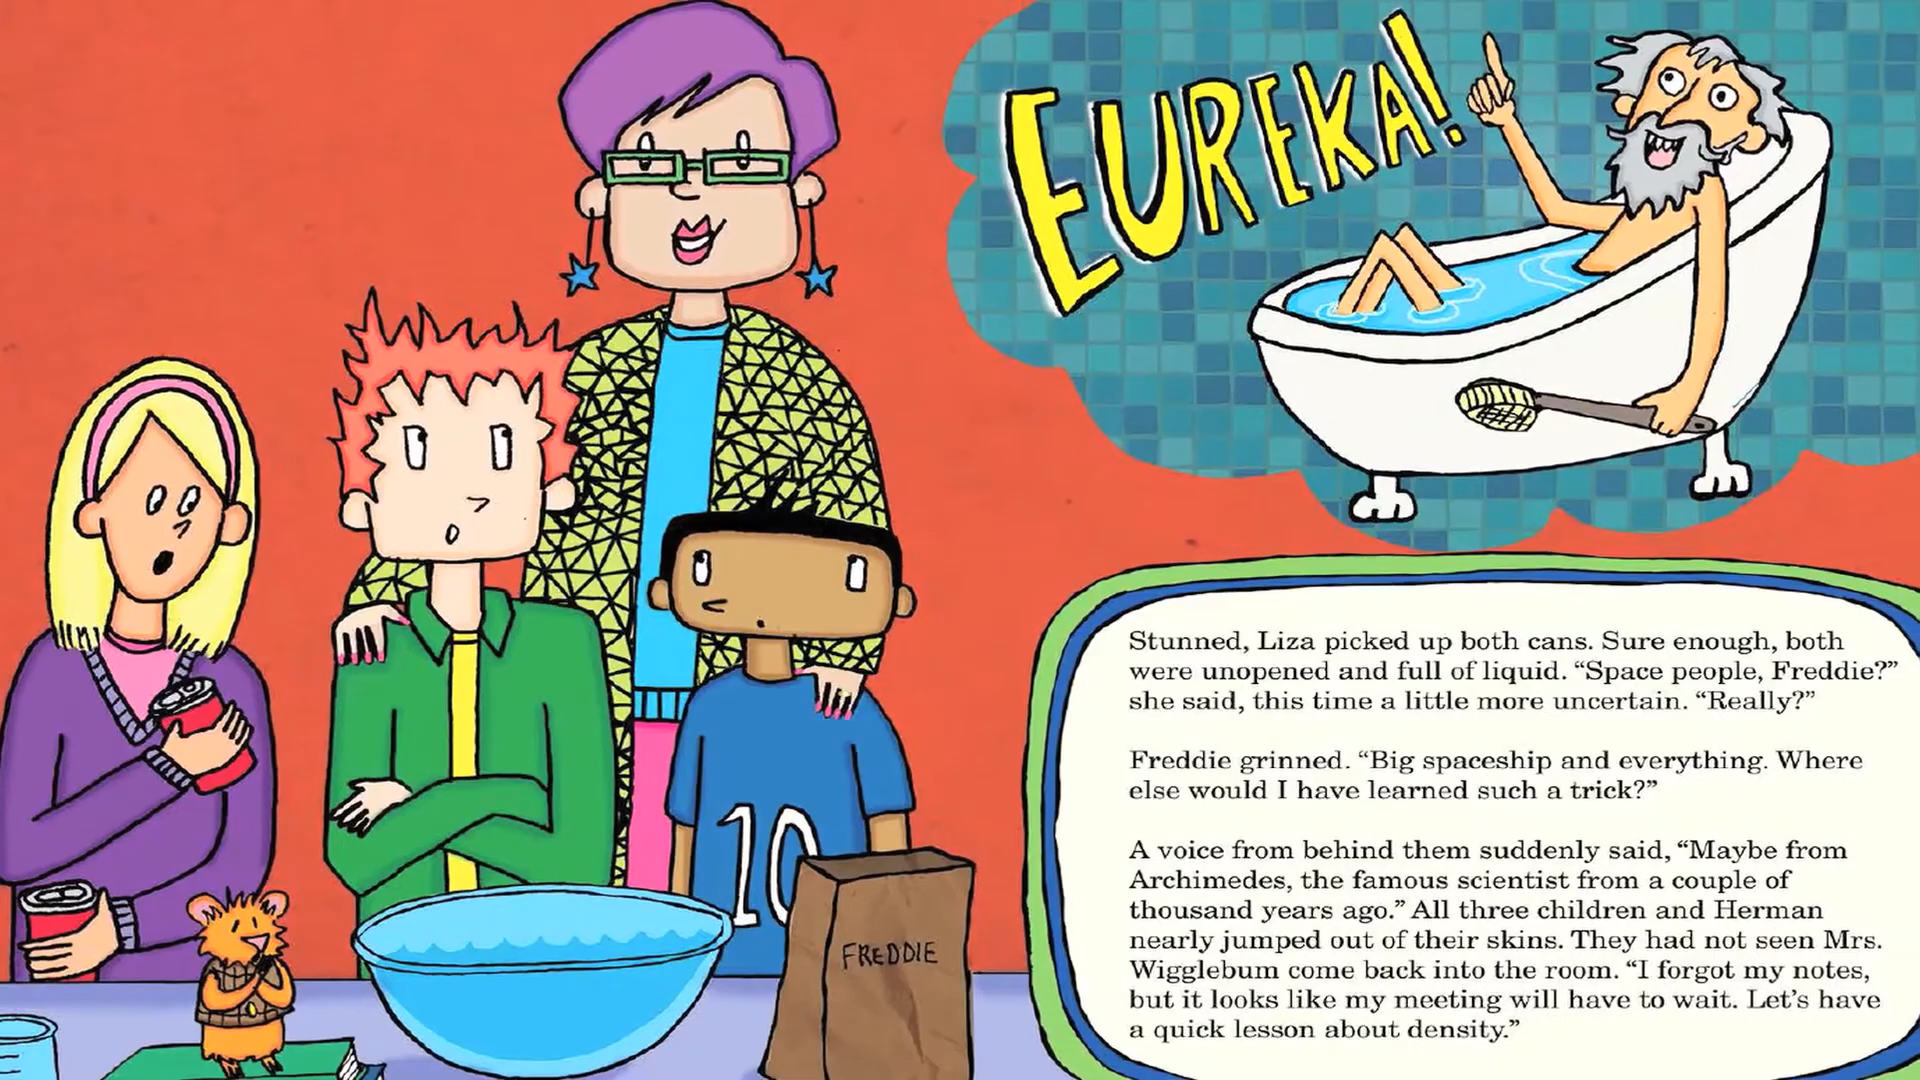 EUREKA!
Stunned, Liza picked up both cans. Sure enough, both
were unopened and full of liquid. “Space people, Freddie?”
she said, this time a little more uncertain. “Really?”
Freddie grinned. “Big spaceship and everything. Where
else would I have learned such a trick?”
A voice from behind them suddenly said, “Maybe from
Archimedes, the famous scientist from a couple of
thousand years ago.” All three children and Herman
nearly jumped out of their skins. They had not seen Mrs.
Wigglebum come back into the room. “I forgot my notes,
but it looks like my meeting will have to wait. Let’s have
a quick lesson about density.”
10
FREDDIE